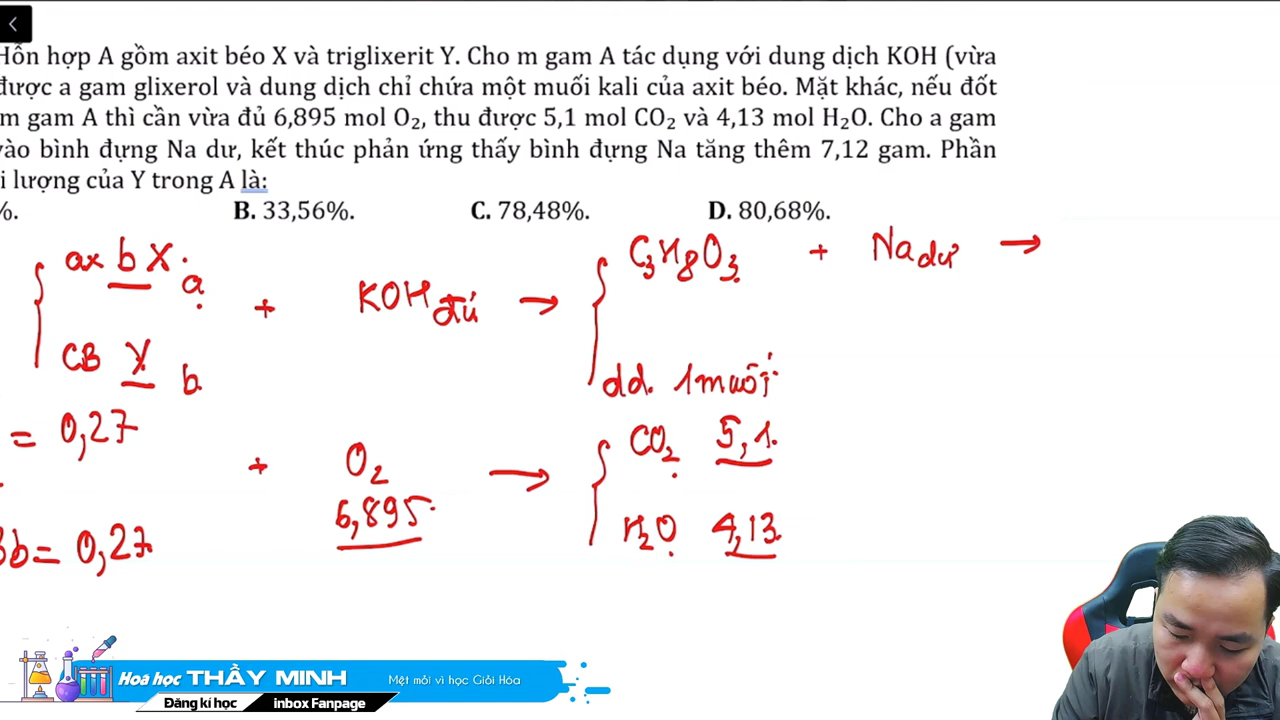 Hỗn hợp A gồm axit béo X và triglixerit Y. Cho m gam A tác dụng với dung dịch KOH (vừa
được a gam glixerol và dung dịch chỉ chứa một muối kali của axit béo. Mặt khác, nếu đốt
m gam A thì cần vừa đủ 6,895 mol O₂, thu được 5,1 mol CO₂ và 4,13 mol H₂O. Cho a gam
vào bình đựng Na dư, kết thúc phản ứng thấy bình đựng Na tăng thêm 7,12 gam. Phần
i lượng của Y trong A là:
%. B. 33,56%. C. 78,48%. D. 80,68%.
ax b X. a + KOH đủ → C₃H₈O₃ + Na dư →
CB Y b dd. 1 muối
= 0,27 + O₂ → CO₂ 5,1.
6,895. H₂O 4,13.
3b = 0,27
Hoá học THẦY MINH
Mệt mỏi vì học Giỏi Hóa
Đăng kí học inbox Fanpage